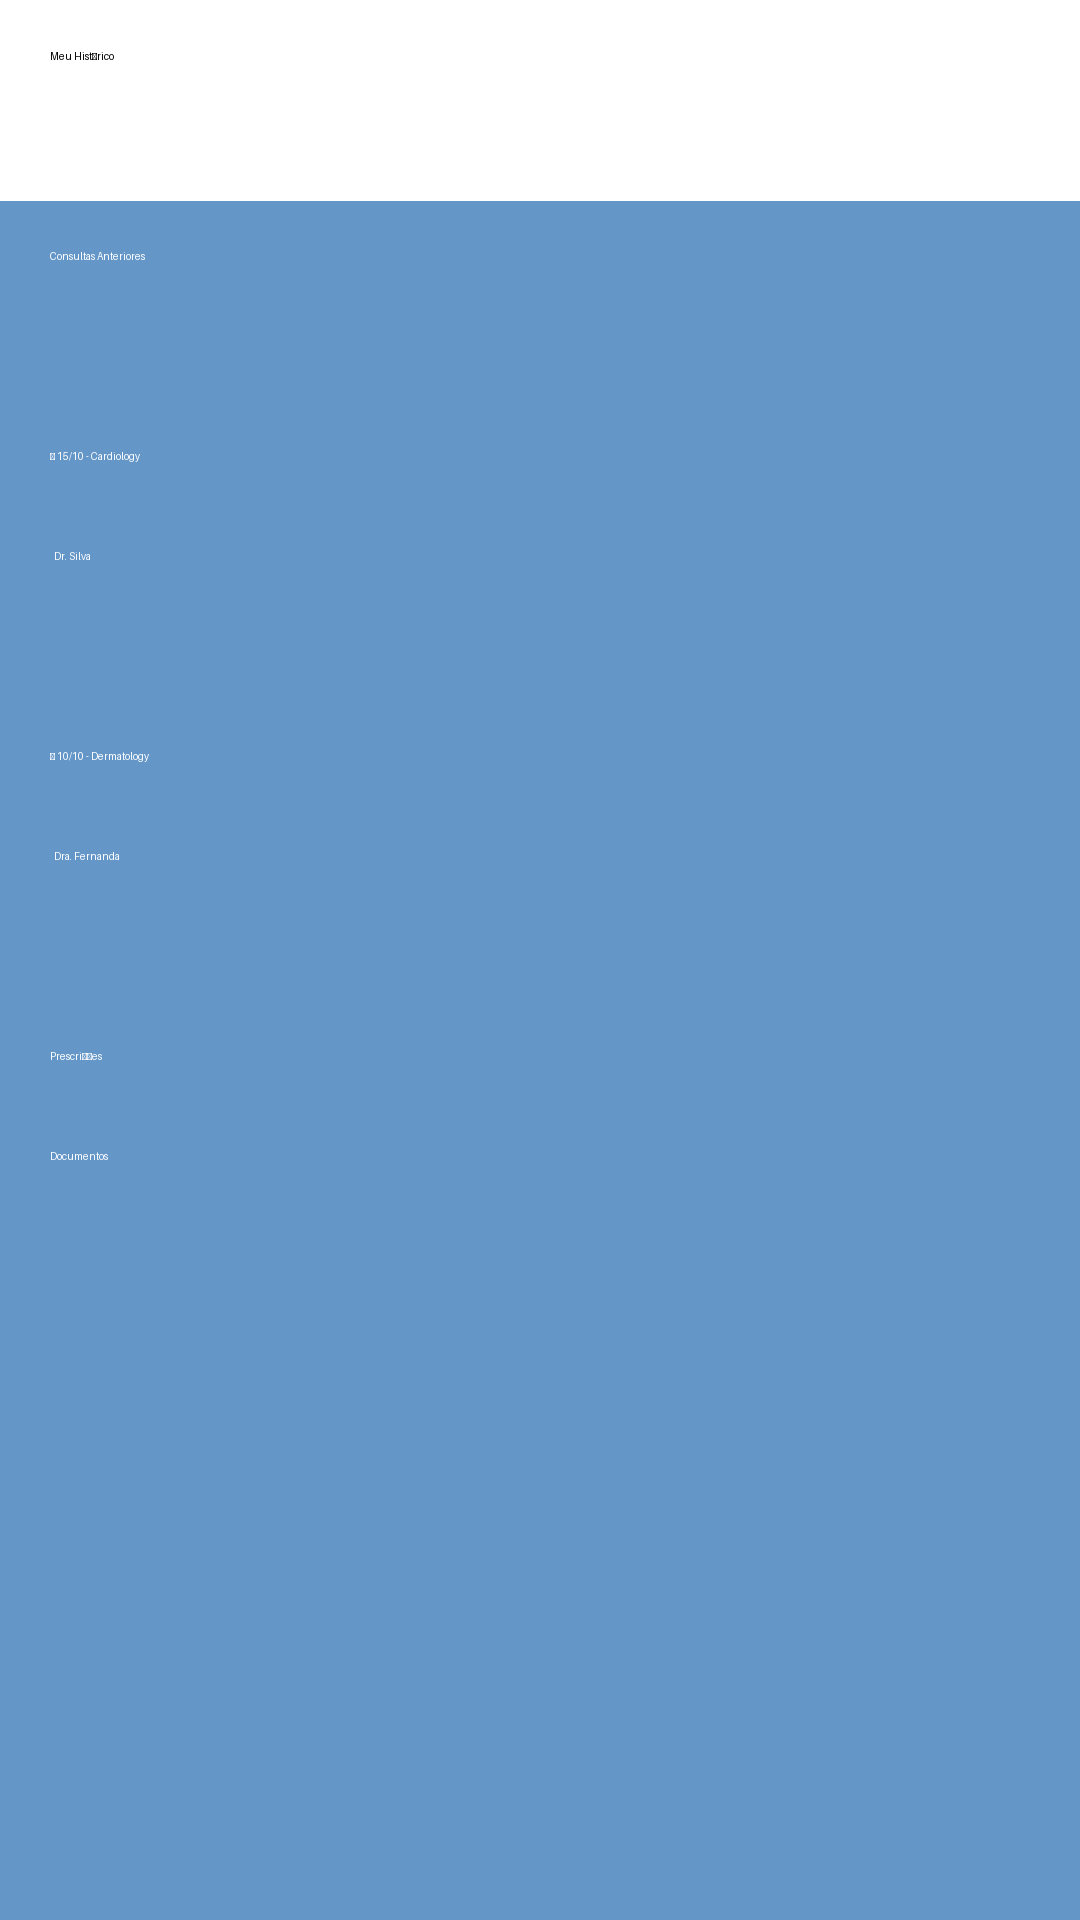 Meu Hist□rico
Consultas Anteriores
□ 15/10 - Cardiology
Dr. Silva
□ 10/10 - Dermatology
Dra. Fernanda
Prescri□□es
Documentos